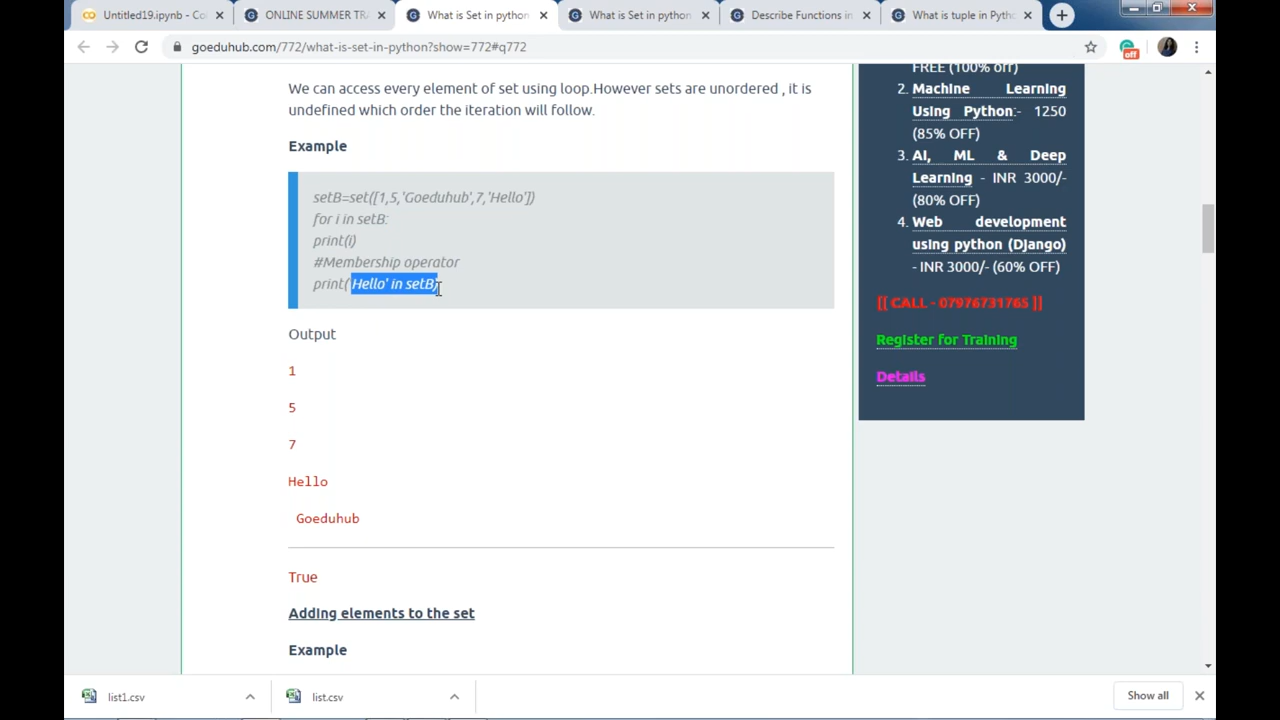 Untitled19.ipynb - Co
ONLINE SUMMER TRA
What is Set in python
What is Set in python
Describe Functions in
What is tuple in Pyth
goeduhub.com/772/what-is-set-in-python?show=772#q772
off
We can access every element of set using loop.However sets are unordered , it is
undefined which order the iteration will follow.
Example
setB=set([1,5,'Goeduhub',7,'Hello'])
for i in setB:
print(i)
#Membership operator
print('Hello' in setB)
Output
1
5
7
Hello
Goeduhub
True
Adding elements to the set
Example
FREE (100% off)
2. Machine Learning
Using Python:- 1250
(85% OFF)
3. AI, ML & Deep
Learning - INR 3000/-
(80% OFF)
4. Web development
using python (Django)
- INR 3000/- (60% OFF)
[[ CALL - 07976731765 ]]
Register for Training
Details
list1.csv
list.csv
Show all